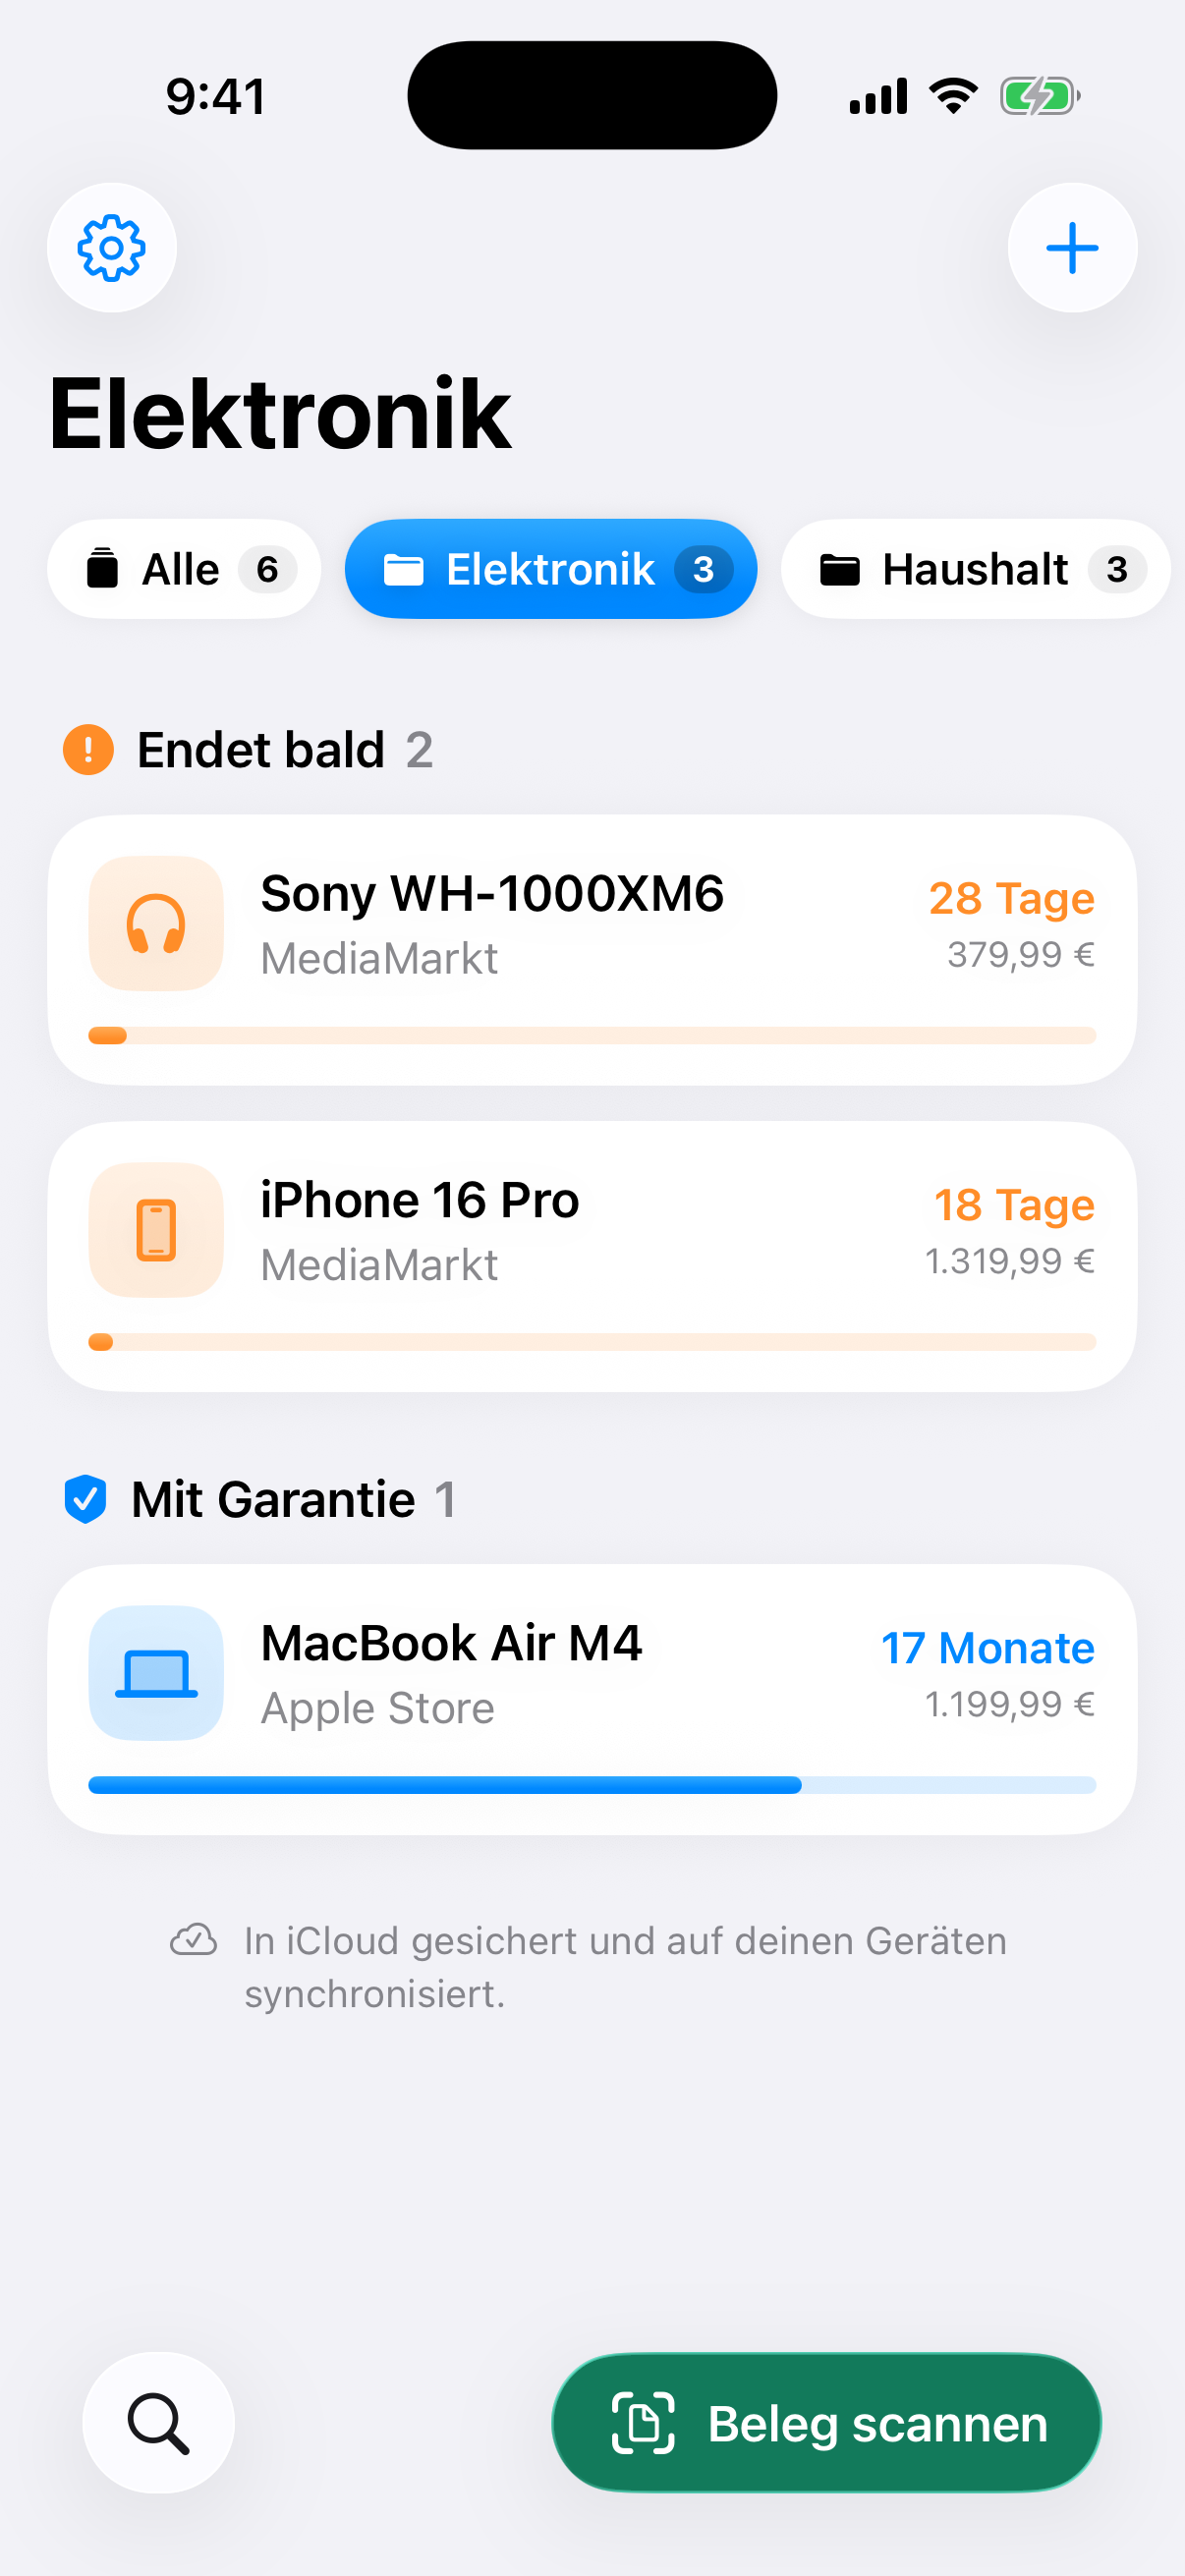 9:41
Elektronik
Alle 6
Elektronik 3
Haushalt 3
Endet bald 2
Sony WH-1000XM6
28 Tage
MediaMarkt
379,99 €
iPhone 16 Pro
18 Tage
MediaMarkt
1.319,99 €
Mit Garantie 1
MacBook Air M4
17 Monate
Apple Store
1.199,99 €
In iCloud gesichert und auf deinen Geräten
synchronisiert.
Beleg scannen